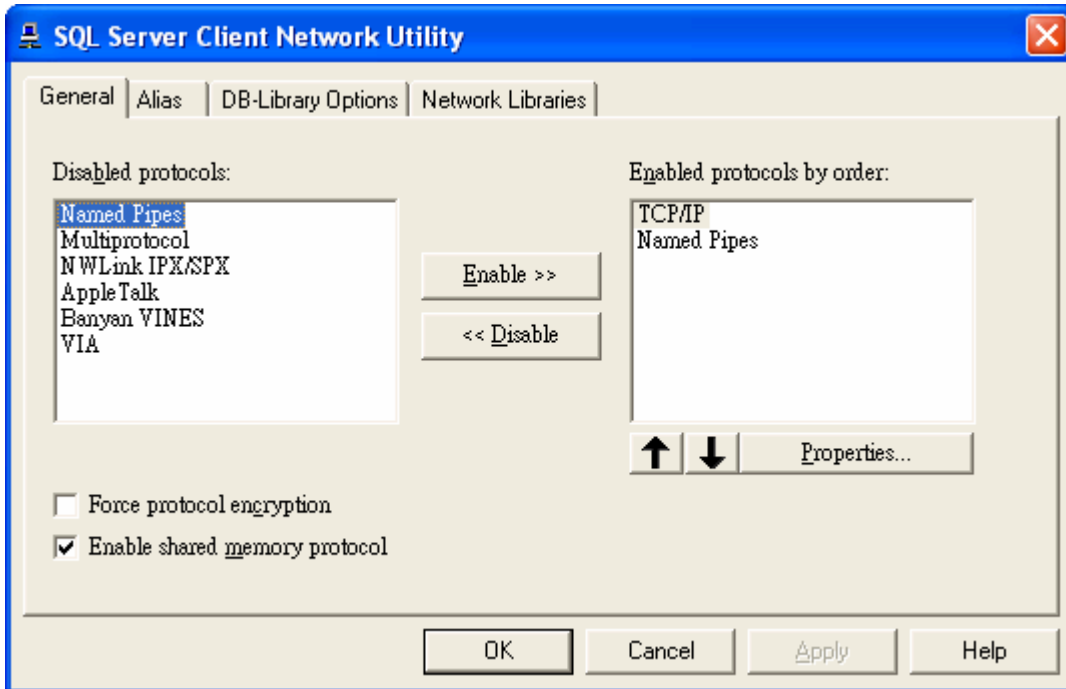 SQL Server Client Network Utility
General
Alias
DB-Library Options
Network Libraries
Disabled protocols:
Enabled protocols by order:
Named Pipes
Multiprotocol
NWLink IPX/SPX
AppleTalk
Banyan VINES
VIA
Enable >>
<< Disable
TCP/IP
Named Pipes
Properties...
Force protocol encryption
Enable shared memory protocol
OK
Cancel
Apply
Help